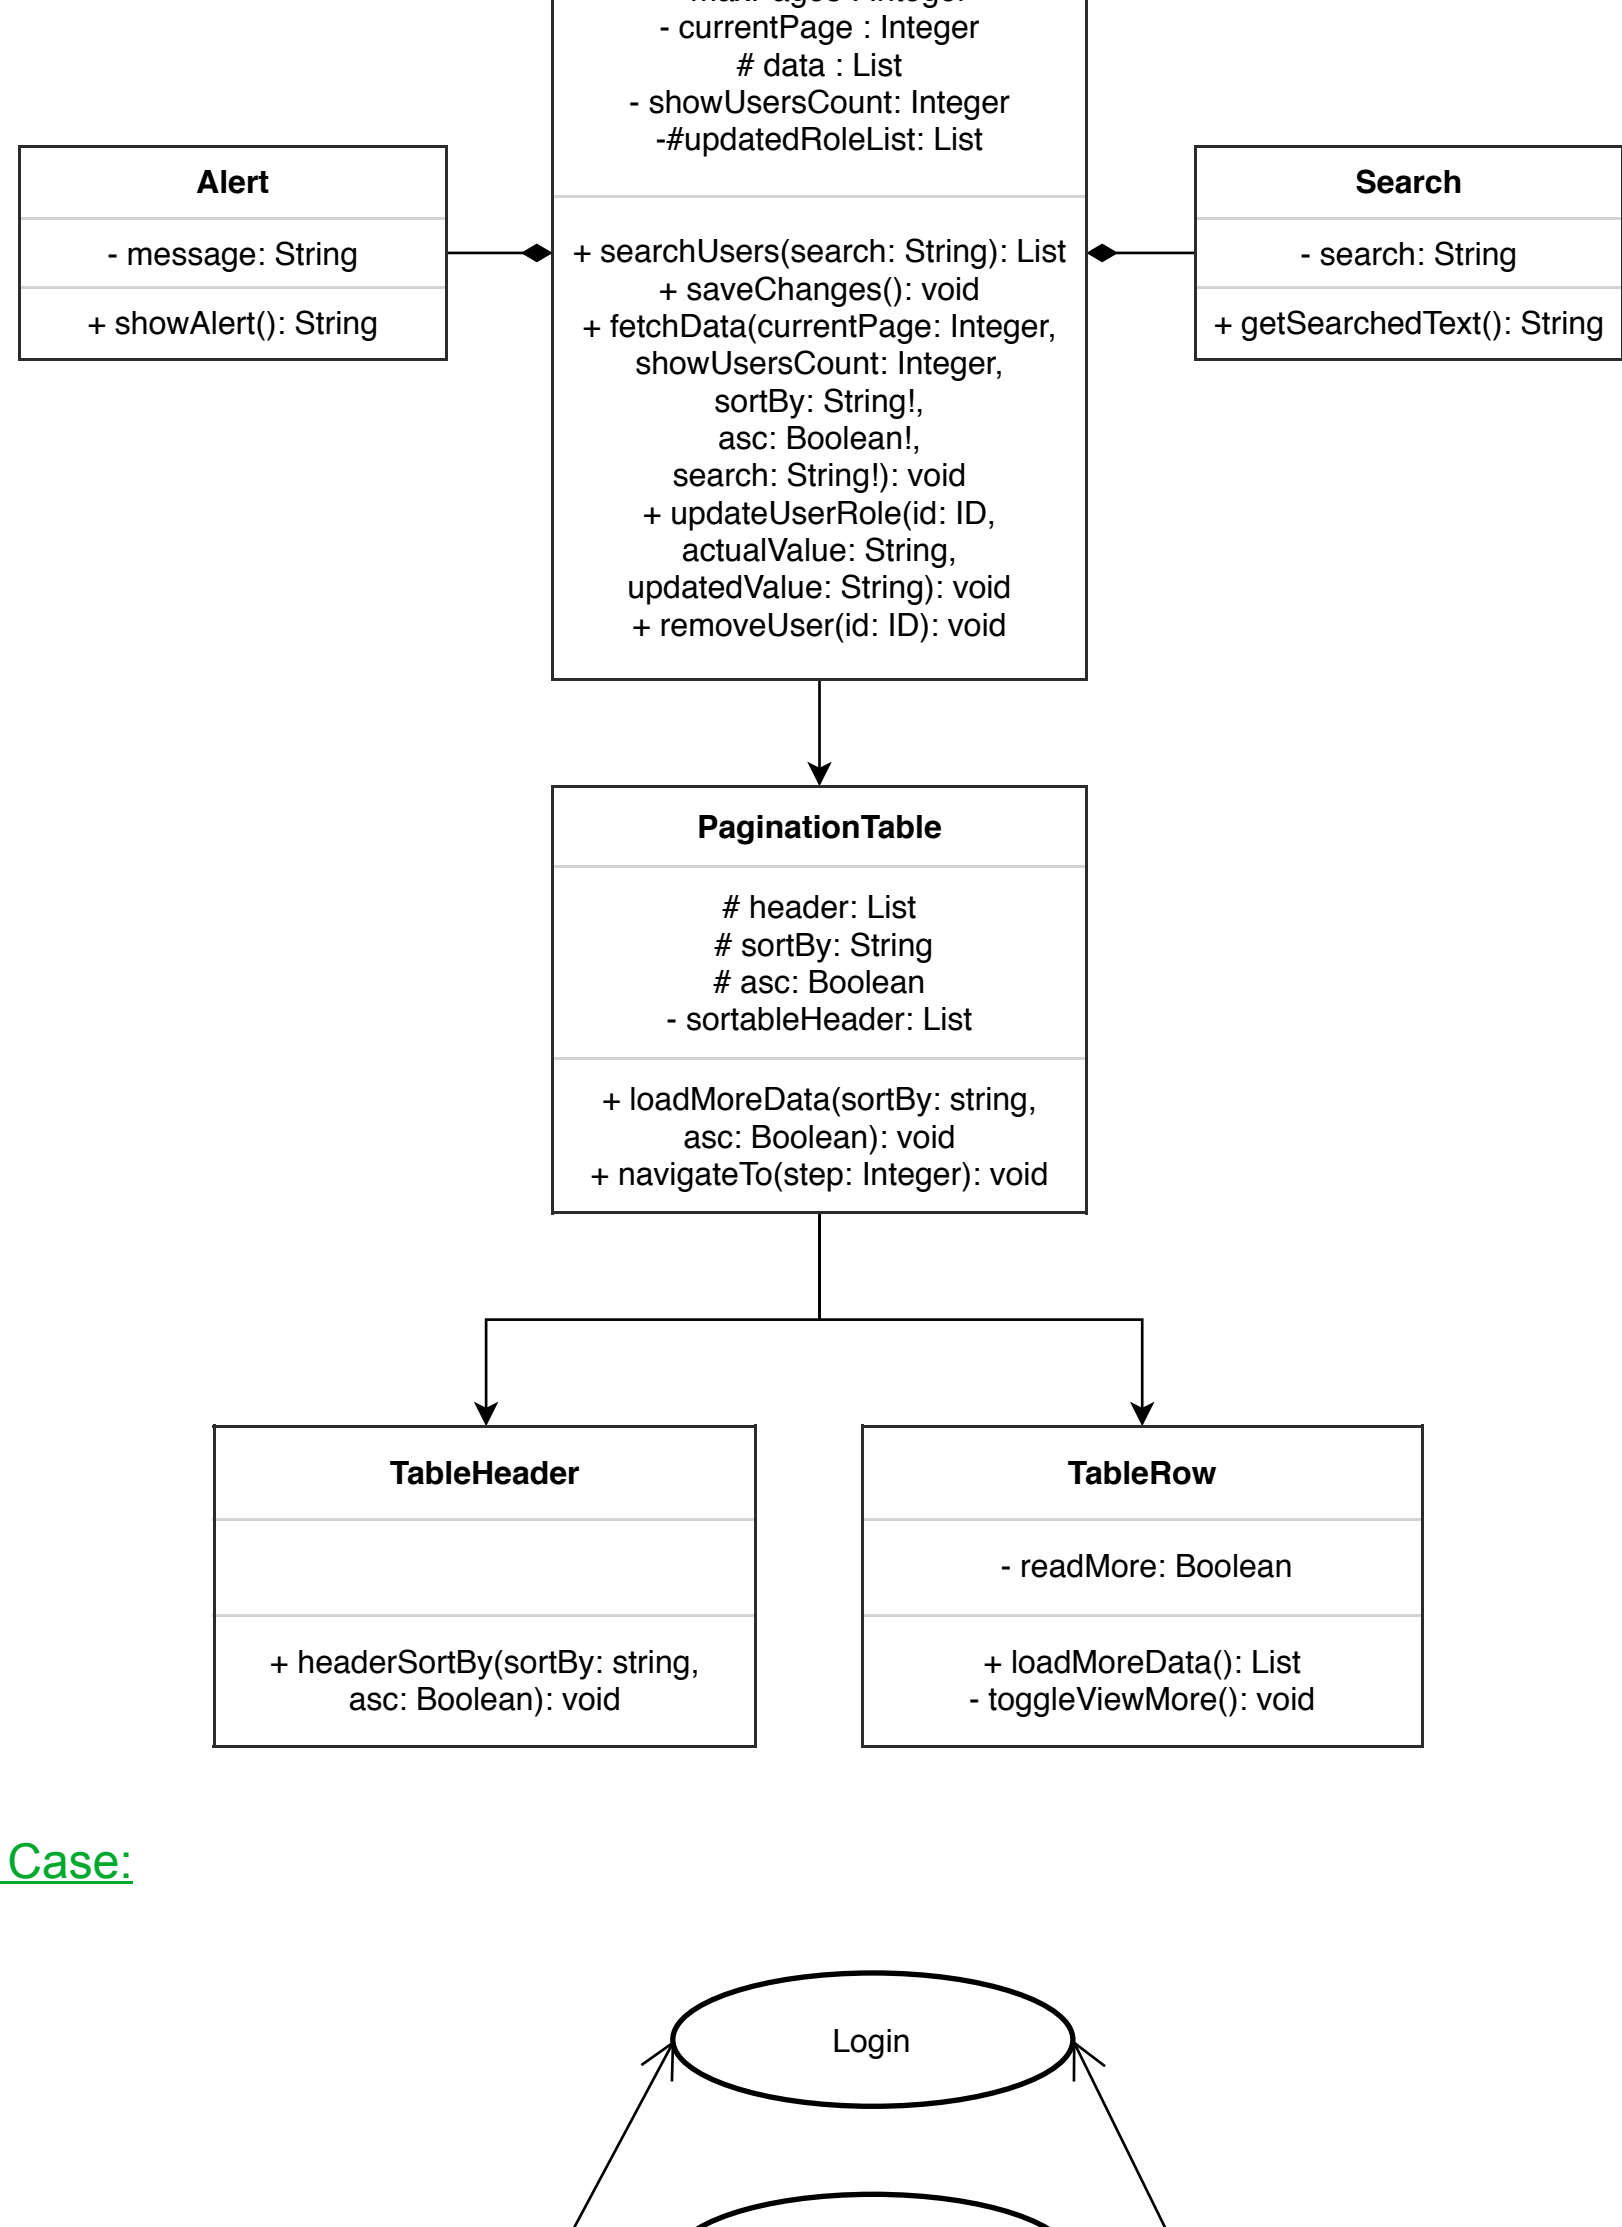 - currentPage : Integer
# data : List
- showUsersCount: Integer
-#updatedRoleList: List
Alert
- message: String
+ showAlert(): String
+ searchUsers(search: String): List
+ saveChanges(): void
+ fetchData(currentPage: Integer,
showUsersCount: Integer,
sortBy: String!,
asc: Boolean!,
search: String!): void
+ updateUserRole(id: ID,
actualValue: String,
updatedValue: String): void
+ removeUser(id: ID): void
Search
- search: String
+ getSearchedText(): String
PaginationTable
# header: List
# sortBy: String
# asc: Boolean
- sortableHeader: List
+ loadMoreData(sortBy: string,
asc: Boolean): void
+ navigateTo(step: Integer): void
TableHeader
+ headerSortBy(sortBy: string,
asc: Boolean): void
TableRow
- readMore: Boolean
+ loadMoreData(): List
- toggleViewMore(): void
Case:
Login